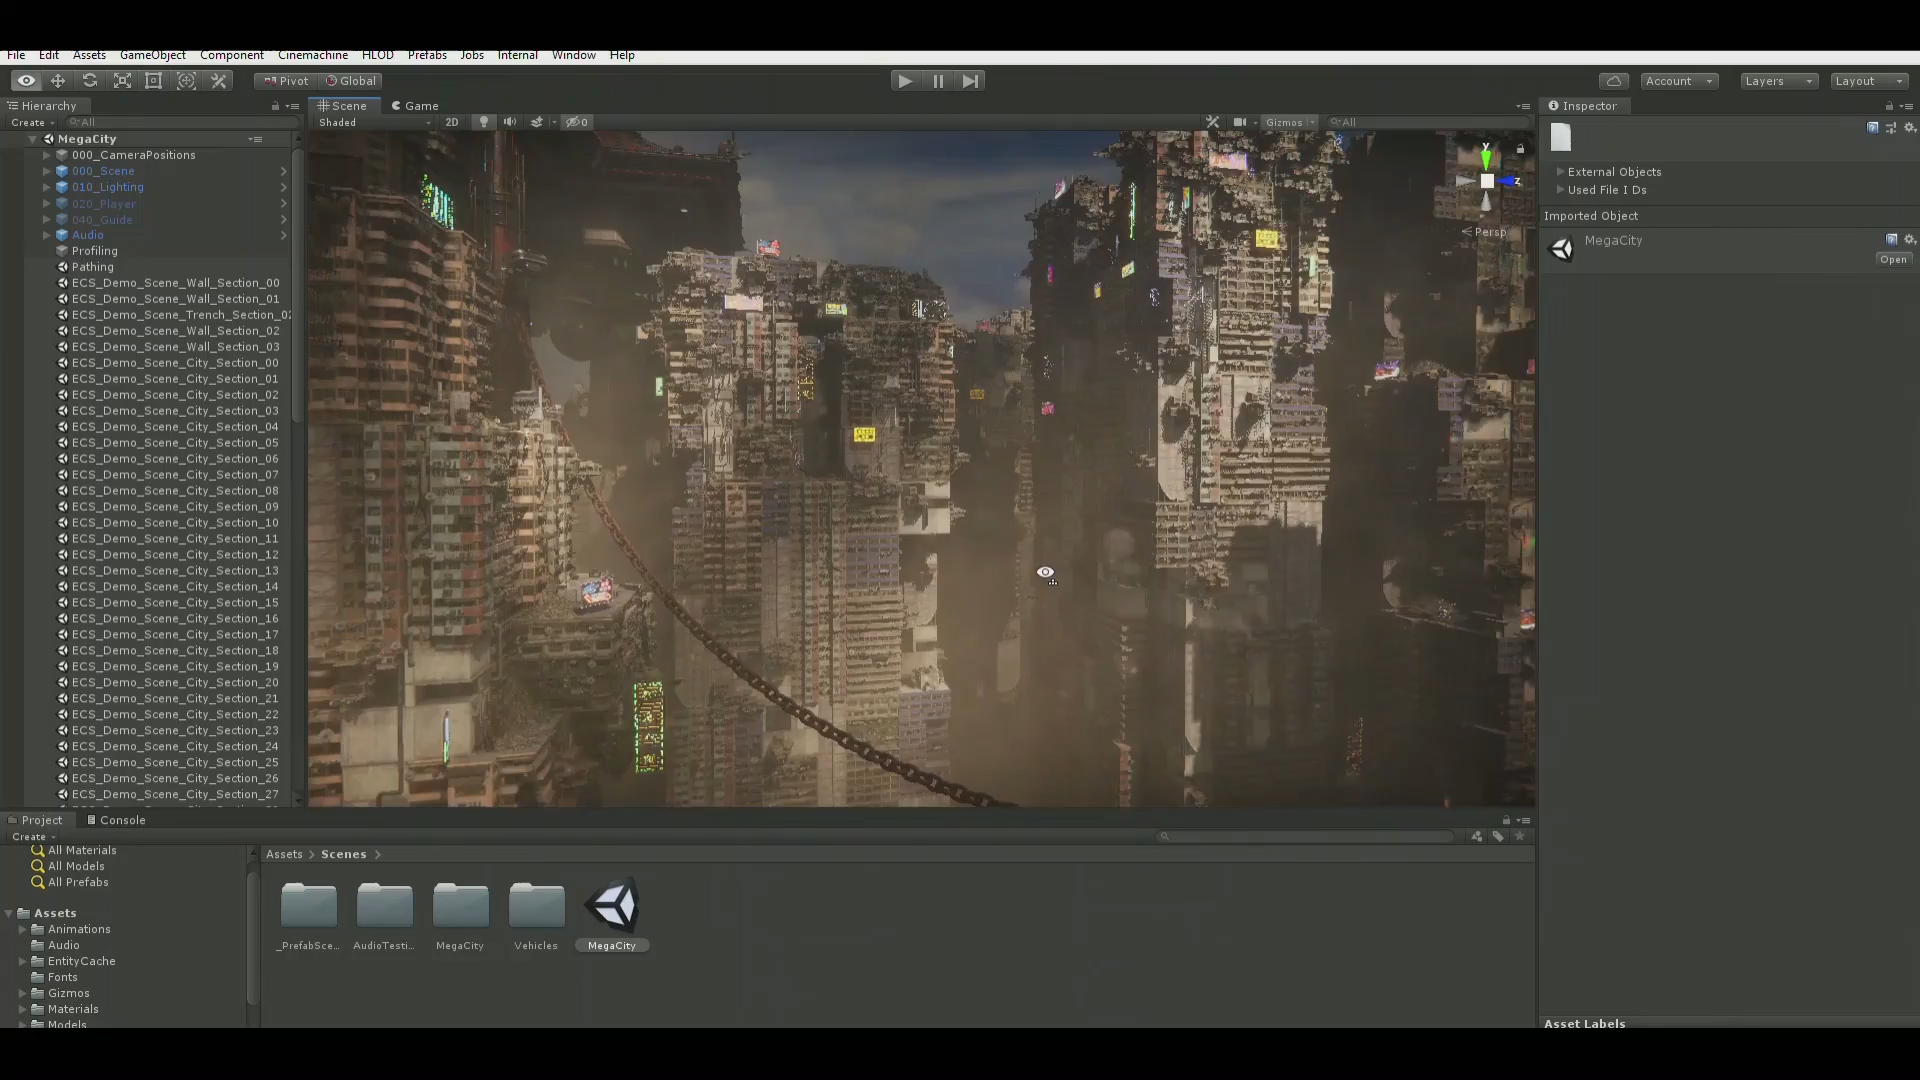 File Edit Assets GameObject Component Cinemachine HLOD Prefabs Jobs Internal Window Help
Pivot Global Account Layers Layout
Hierarchy
Create All
MegaCity
000_CameraPositions
000_Scene
010_Lighting
020_Player
040_Guide
Audio
Profiling
Pathing
ECS_Demo_Scene_Wall_Section_00
ECS_Demo_Scene_Wall_Section_01
ECS_Demo_Scene_Trench_Section_02
ECS_Demo_Scene_Wall_Section_02
ECS_Demo_Scene_Wall_Section_03
ECS_Demo_Scene_City_Section_00
ECS_Demo_Scene_City_Section_01
ECS_Demo_Scene_City_Section_02
ECS_Demo_Scene_City_Section_03
ECS_Demo_Scene_City_Section_04
ECS_Demo_Scene_City_Section_05
ECS_Demo_Scene_City_Section_06
ECS_Demo_Scene_City_Section_07
ECS_Demo_Scene_City_Section_08
ECS_Demo_Scene_City_Section_09
ECS_Demo_Scene_City_Section_10
ECS_Demo_Scene_City_Section_11
ECS_Demo_Scene_City_Section_12
ECS_Demo_Scene_City_Section_13
ECS_Demo_Scene_City_Section_14
ECS_Demo_Scene_City_Section_15
ECS_Demo_Scene_City_Section_16
ECS_Demo_Scene_City_Section_17
ECS_Demo_Scene_City_Section_18
ECS_Demo_Scene_City_Section_19
ECS_Demo_Scene_City_Section_20
ECS_Demo_Scene_City_Section_21
ECS_Demo_Scene_City_Section_22
ECS_Demo_Scene_City_Section_23
ECS_Demo_Scene_City_Section_24
ECS_Demo_Scene_City_Section_25
ECS_Demo_Scene_City_Section_26
ECS_Demo_Scene_City_Section_27
Scene Game
Shaded 2D 0 Gizmos All
y
z
Persp
Inspector
External Objects
Used File I Ds
Imported Object
MegaCity
Open
Asset Labels
Project Console
Create
All Materials
All Models
All Prefabs
Assets
Animations
Audio
EntityCache
Fonts
Gizmos
Materials
Models
Assets > Scenes >
_PrefabSce... AudioTesti... MegaCity Vehicles MegaCity